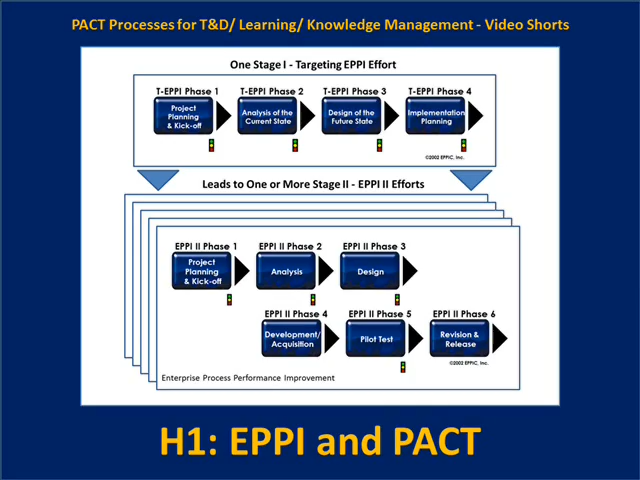 PACT Processes for T&D/ Learning/ Knowledge Management - Video Shorts
One Stage I - Targeting EPPI Effort
T-EPPI Phase 1 T-EPPI Phase 2 T-EPPI Phase 3 T-EPPI Phase 4
Project
Planning
& Kick-off
Analysis of the
Current State
Design of the
Future State
Implementation
Planning
©2002 EPPIC, Inc.
Leads to One or More Stage II - EPPI II Efforts
EPPI II Phase 1 EPPI II Phase 2 EPPI II Phase 3
Project
Planning
& Kick-off
Analysis
Design
EPPI II Phase 4 EPPI II Phase 5 EPPI II Phase 6
Development/
Acquisition
Pilot Test
Revision &
Release
©2002 EPPIC, Inc.
Enterprise Process Performance Improvement
H1: EPPI and PACT